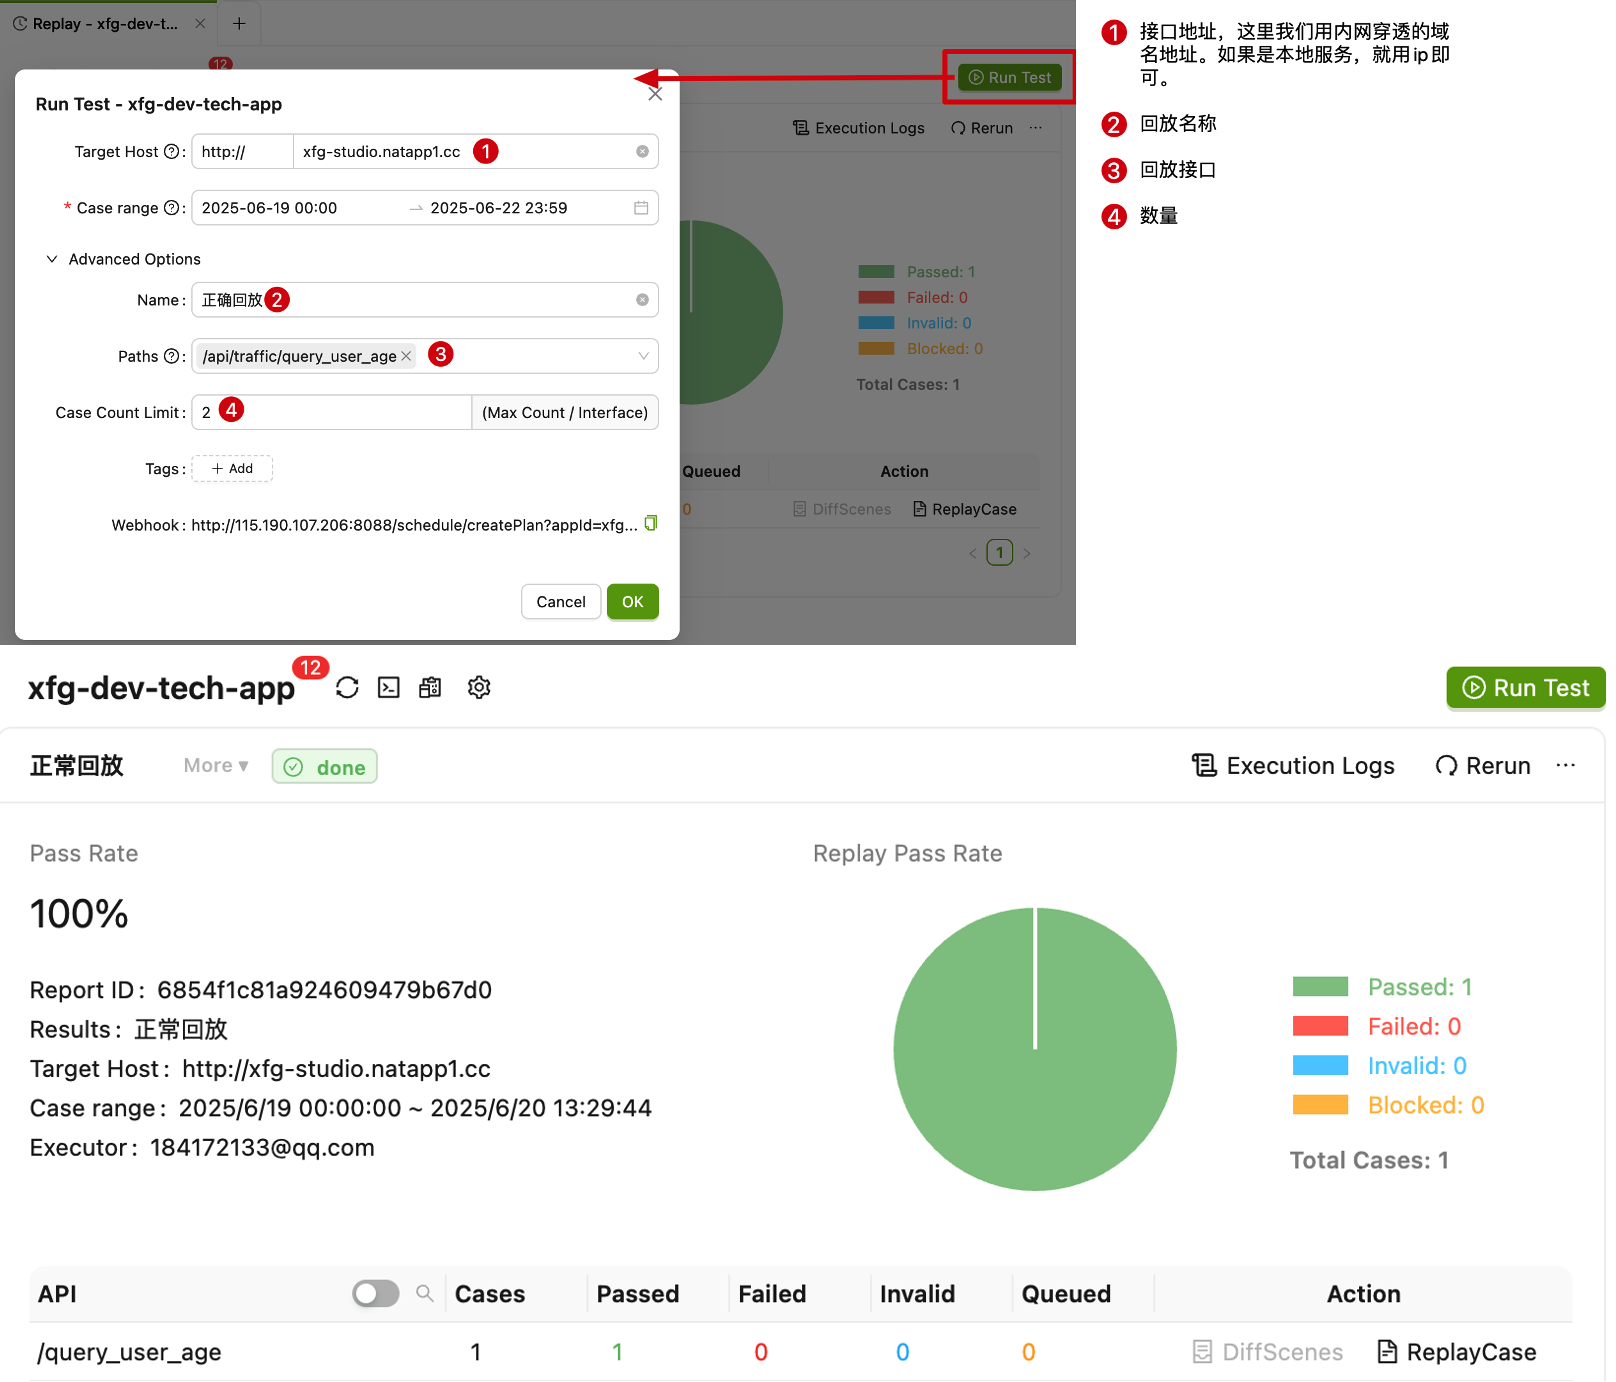 Replay - xfg-dev-t...
12
Run Test
Execution Logs
Rerun
Run Test - xfg-dev-tech-app
Target Host : http:// xfg-studio.natapp1.cc 1
* Case range : 2025-06-19 00:00 → 2025-06-22 23:59
Advanced Options
Name : 正确回放 2
Paths : /api/traffic/query_user_age × 3
Case Count Limit : 2 4 (Max Count / Interface)
Tags : + Add
Webhook : http://115.190.107.206:8088/schedule/createPlan?appId=xfg...
Cancel
OK
Passed: 1
Failed: 0
Invalid: 0
Blocked: 0
Total Cases: 1
Queued Action
0 DiffScenes ReplayCase
< 1 >
1 接口地址，这里我们用内网穿透的域
名地址。如果是本地服务，就用ip即
可。
2 回放名称
3 回放接口
4 数量
xfg-dev-tech-app 12
Run Test
正常回放 More ▾ done
Execution Logs Rerun ···
Pass Rate
100%
Report ID : 6854f1c81a924609479b67d0
Results : 正常回放
Target Host : http://xfg-studio.natapp1.cc
Case range : 2025/6/19 00:00:00 ~ 2025/6/20 13:29:44
Executor : 184172133@qq.com
Replay Pass Rate
Passed: 1
Failed: 0
Invalid: 0
Blocked: 0
Total Cases: 1
API Cases Passed Failed Invalid Queued Action
/query_user_age 1 1 0 0 0 DiffScenes ReplayCase